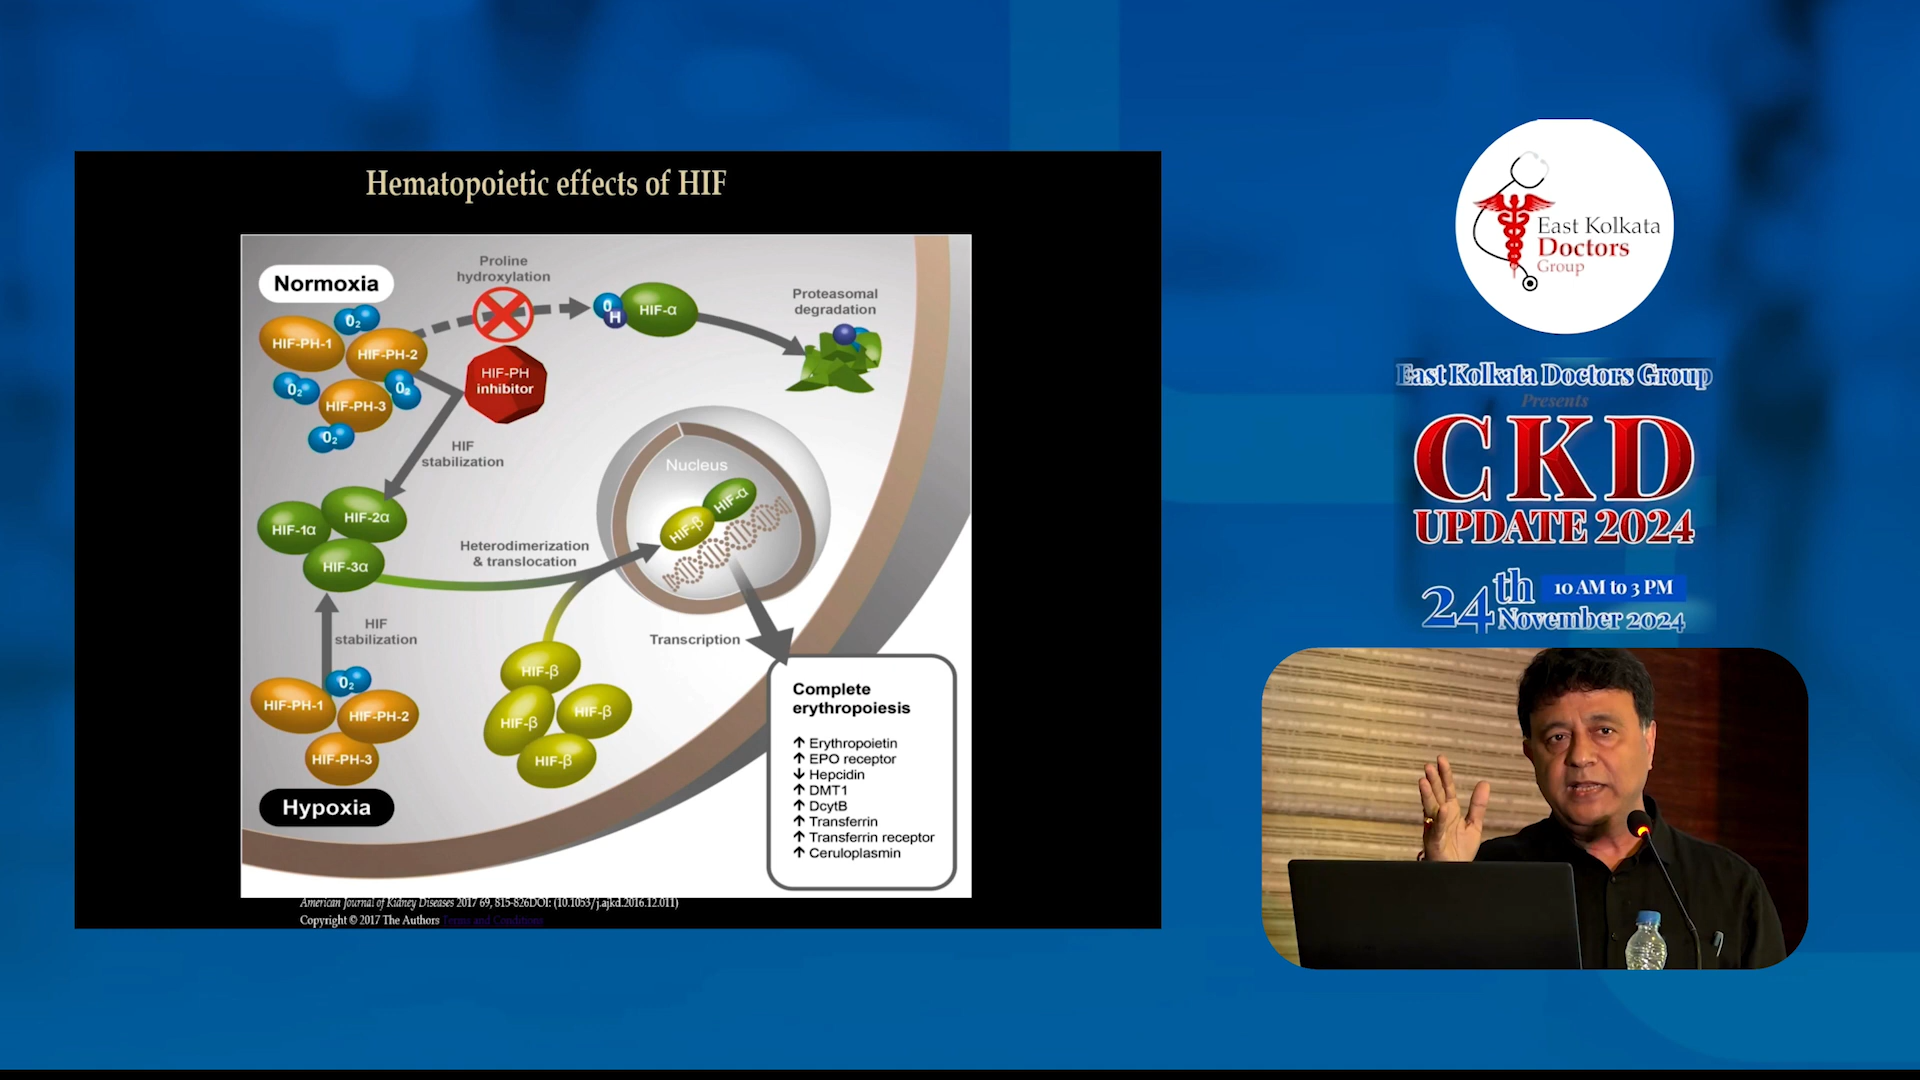 Hematopoietic effects of HIF
Normoxia
Proline
hydroxylation
O2
HIF-PH-1
HIF-PH-2
O2
O2
HIF-PH-3
O2
HIF-PH
inhibitor
O
H
HIF-α
Proteasomal
degradation
HIF
stabilization
HIF-1α
HIF-2α
HIF-3α
Heterodimerization
& translocation
Nucleus
HIF-β
HIF-α
HIF
stabilization
O2
HIF-PH-1
HIF-PH-2
HIF-PH-3
Hypoxia
HIF-β
HIF-β
HIF-β
HIF-β
Transcription
Complete
erythropoiesis
↑ Erythropoietin
↑ EPO receptor
↓ Hepcidin
↑ DMT1
↑ DcytB
↑ Transferrin
↑ Transferrin receptor
↑ Ceruloplasmin
American Journal of Kidney Diseases 2017 69, 815-826DOI: (10.1053/j.ajkd.2016.12.011)
Copyright © 2017 The Authors Terms and Conditions
East Kolkata
Doctors
Group
East Kolkata Doctors Group
Presents
CKD
UPDATE 2024
24th November 2024
10 AM to 3 PM